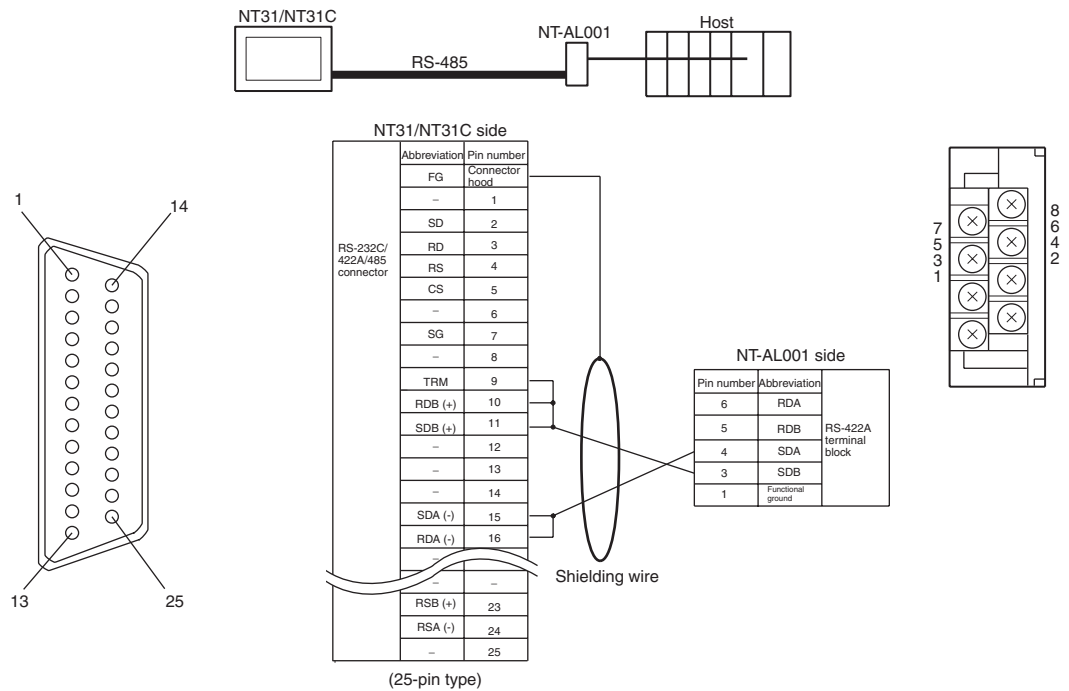 NT31/NT31C
NT-AL001
Host
RS-485
NT31/NT31C side
Abbreviation Pin number
FG Connector hood
– 1
SD 2
RD 3
RS 4
CS 5
– 6
SG 7
– 8
TRM 9
RDB (+) 10
SDB (+) 11
– 12
– 13
– 14
SDA (-) 15
RDA (-) 16
–
– –
RSB (+) 23
RSA (-) 24
– 25
RS-232C/
422A/485
connector
(25-pin type)
1
14
13
25
Shielding wire
NT-AL001 side
Pin number Abbreviation
6 RDA
5 RDB
4 SDA
3 SDB
1 Functional ground
RS-422A
terminal
block
7
5
3
1
8
6
4
2